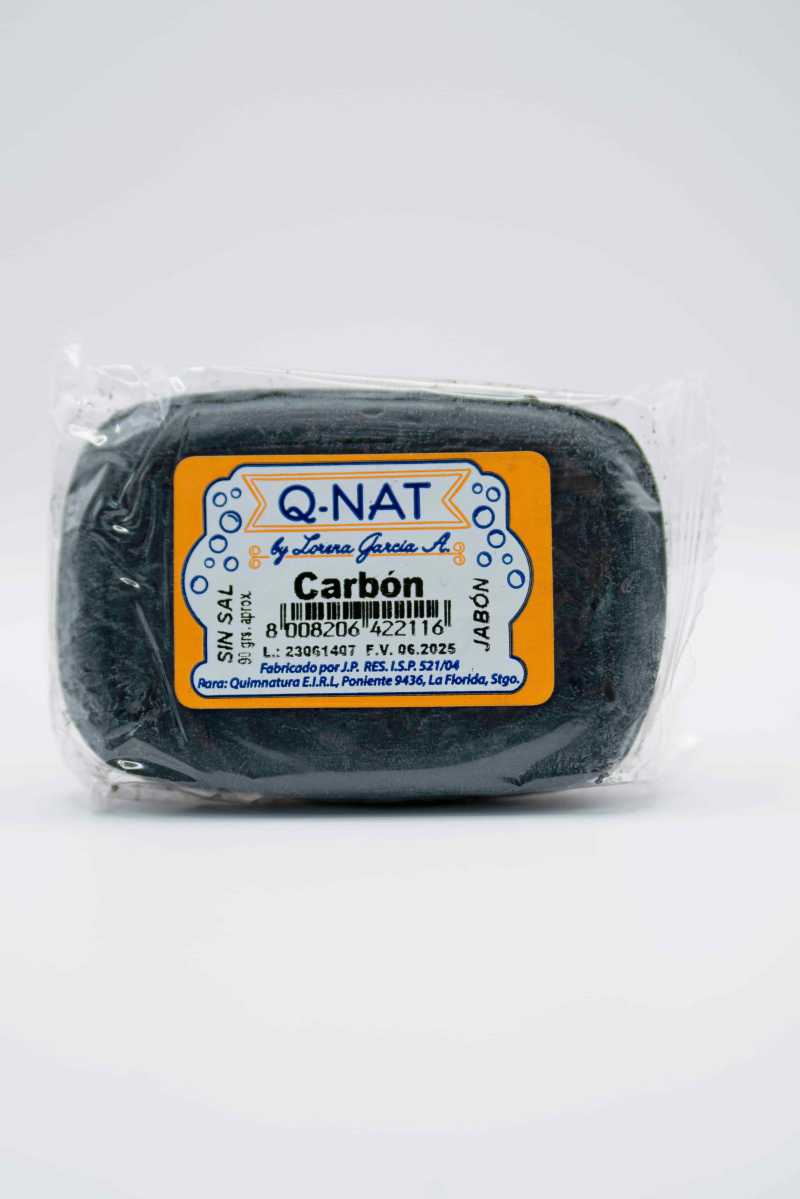 Q-NAT
by Lorena García A.
Carbón
SIN SAL
90 grs. aprox.
JABÓN
8 008206 422116
L.: 23061407 F.V. 06.2025
Fabricado por J.P. RES. I.S.P. 521/04
Para: Quimnatura E.I.R.L, Poniente 9436, La Florida, Stgo.